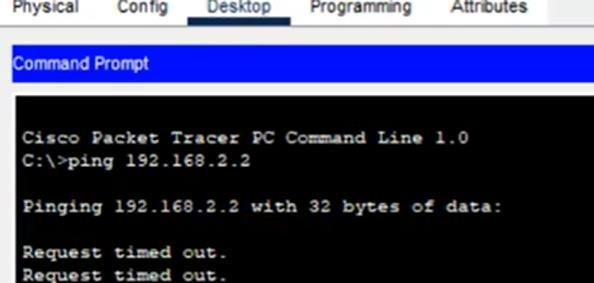 Physical Config Desktop Programming Attributes
Command Prompt
Cisco Packet Tracer PC Command Line 1.0
C:\>ping 192.168.2.2
Pinging 192.168.2.2 with 32 bytes of data:
Request timed out.
Request timed out.